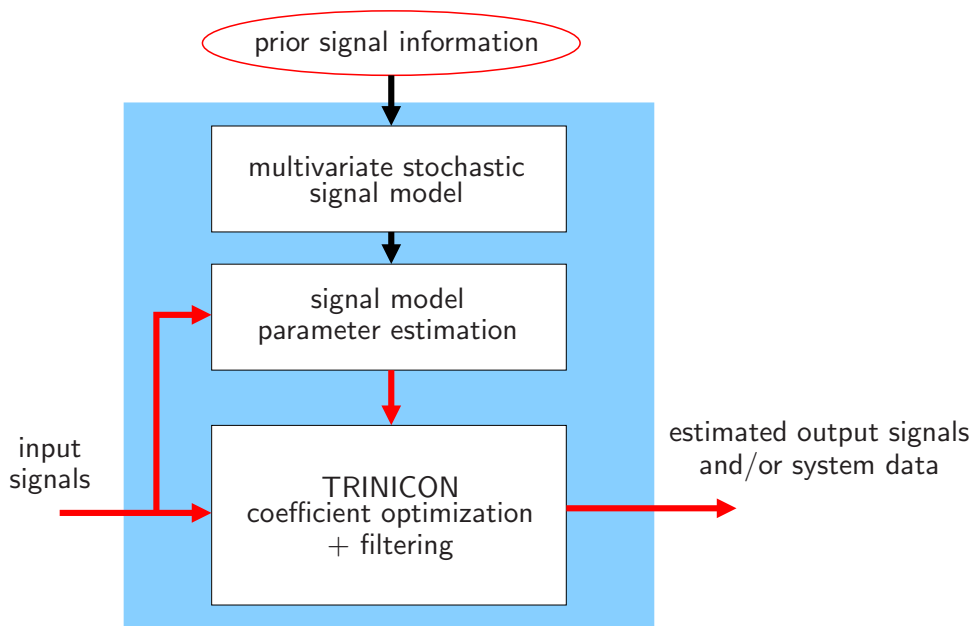 prior signal information
multivariate stochastic
signal model
signal model
parameter estimation
input
signals
TRINICON
coefficient optimization
+ filtering
estimated output signals
and/or system data